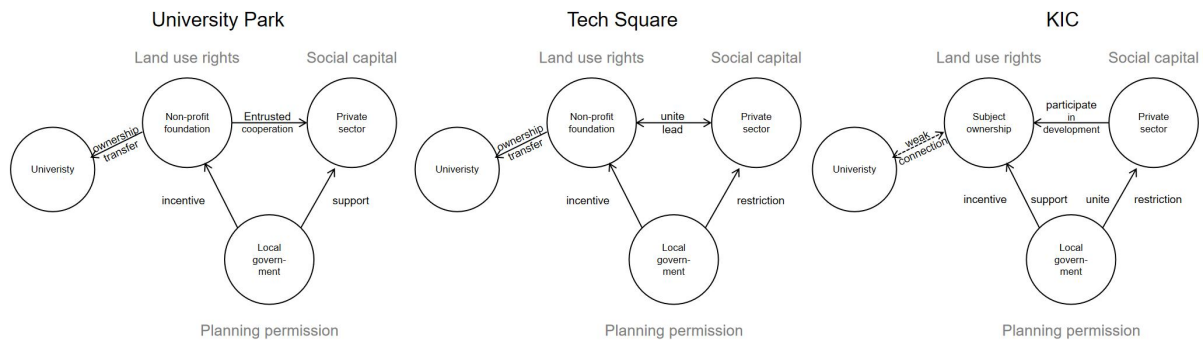 University Park
Land use rights
Social capital
Non-profit
foundation
Entrusted
cooperation
Private
sector
ownership
transfer
Univeristy
incentive
support
Local
govern-
ment
Planning permission
Tech Square
Land use rights
Social capital
Non-profit
foundation
unite
lead
Private
sector
ownership
transfer
Univeristy
incentive
restriction
Local
govern-
ment
Planning permission
KIC
Land use rights
Social capital
Subject
ownership
participate
in
development
Private
sector
weak
connection
Univeristy
incentive
support
unite
restriction
Local
govern-
ment
Planning permission